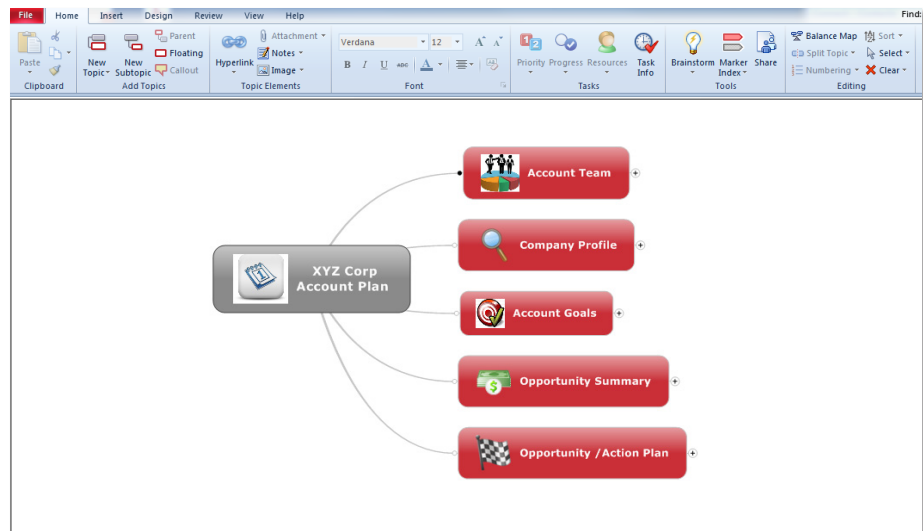 File Home Insert Design Review View Help Find:
Parent Attachment Verdana 12 A A Balance Map Sort
Floating Notes Split Topic Select
Paste New Topic New Subtopic Callout Hyperlink Image B I U abc A Priority Progress Resources Task Info Brainstorm Marker Index Share Numbering Clear
Clipboard Add Topics Topic Elements Font Tasks Tools Editing
Account Team
Company Profile
XYZ Corp
Account Plan
Account Goals
Opportunity Summary
Opportunity /Action Plan